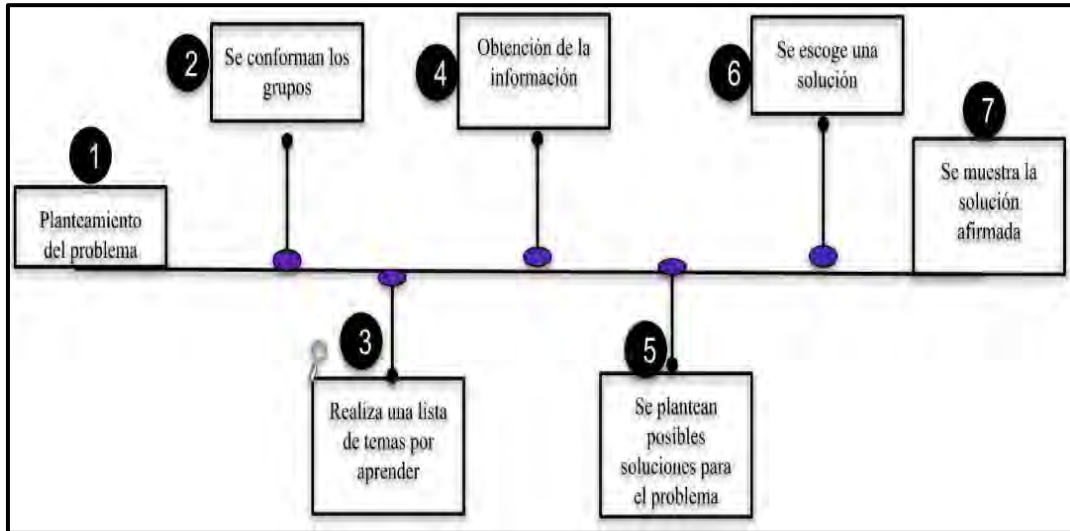 1
Planteamiento
del problema
2
Se conforman los
grupos
3
Realiza una lista
de temas por
aprender
4
Obtención de la
información
5
Se plantean
posibles
soluciones para
el problema
6
Se escoge una
solución
7
Se muestra la
solución
afirmada